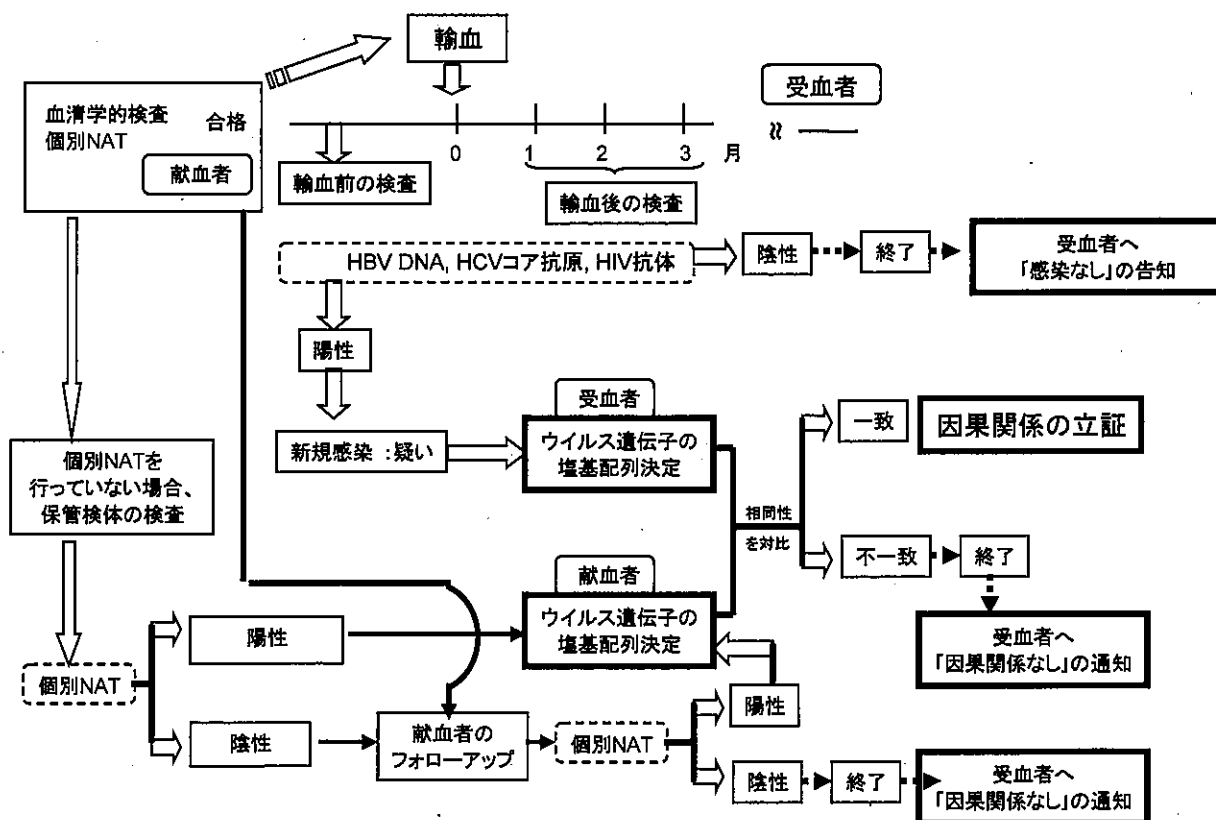 輸血
血清学的検査
個別NAT
合格
献血者
受血者
0
1
2
3
月
輸血前の検査
輸血後の検査
HBV DNA, HCVコア抗原, HIV抗体
陰性
終了
受血者へ
「感染なし」の告知
陽性
新規感染 :疑い
受血者
ウイルス遺伝子の
塩基配列決定
一致
因果関係の立証
個別NATを
行っていない場合、
保管検体の検査
相同性
を対比
不一致
終了
献血者
ウイルス遺伝子の
塩基配列決定
受血者へ
「因果関係なし」の通知
個別NAT
陽性
陰性
献血者の
フォローアップ
個別NAT
陽性
陰性
終了
受血者へ
「因果関係なし」の通知